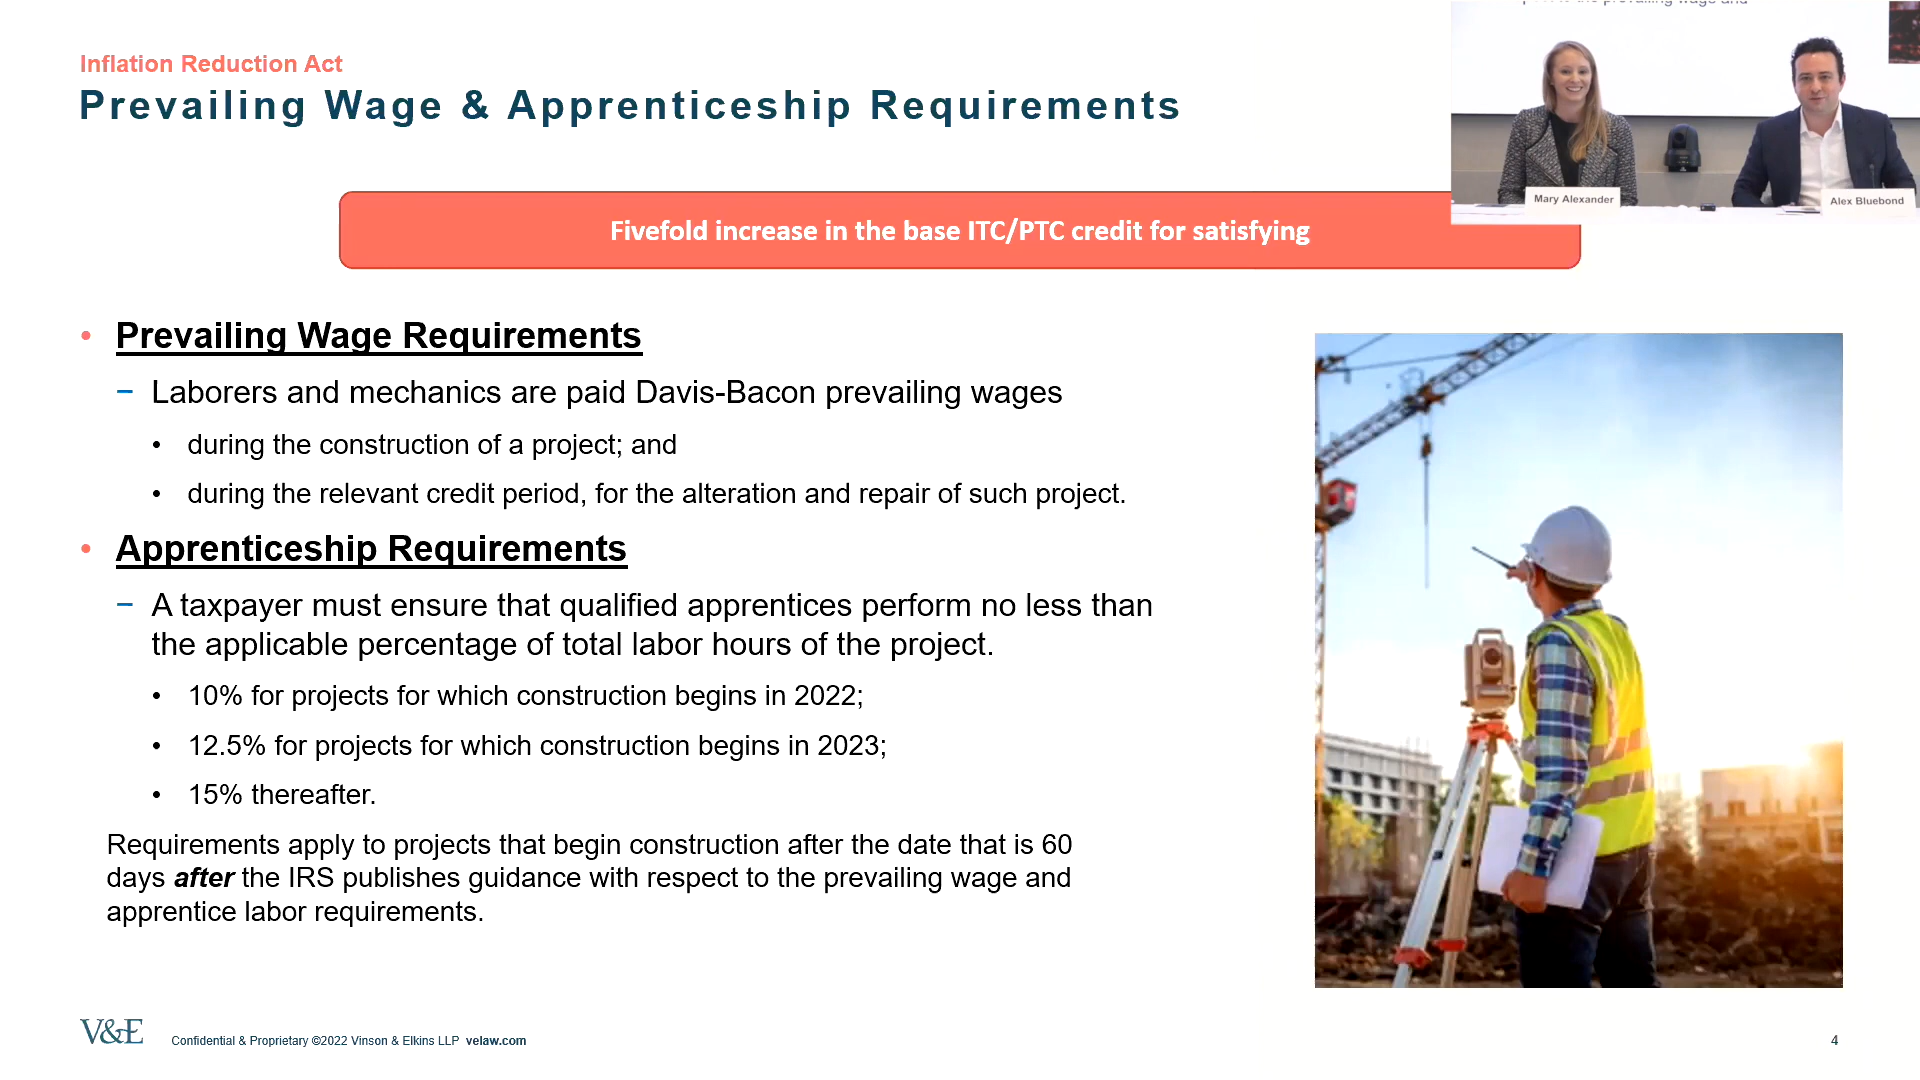 prevailing wage and
Inflation Reduction Act
Prevailing Wage & Apprenticeship Requirements
Mary Alexander
Alex Bluebond
Fivefold increase in the base ITC/PTC credit for satisfying
• Prevailing Wage Requirements
− Laborers and mechanics are paid Davis-Bacon prevailing wages
• during the construction of a project; and
• during the relevant credit period, for the alteration and repair of such project.
• Apprenticeship Requirements
− A taxpayer must ensure that qualified apprentices perform no less than
the applicable percentage of total labor hours of the project.
• 10% for projects for which construction begins in 2022;
• 12.5% for projects for which construction begins in 2023;
• 15% thereafter.
Requirements apply to projects that begin construction after the date that is 60
days after the IRS publishes guidance with respect to the prevailing wage and
apprentice labor requirements.
V&E Confidential & Proprietary ©2022 Vinson & Elkins LLP velaw.com
4